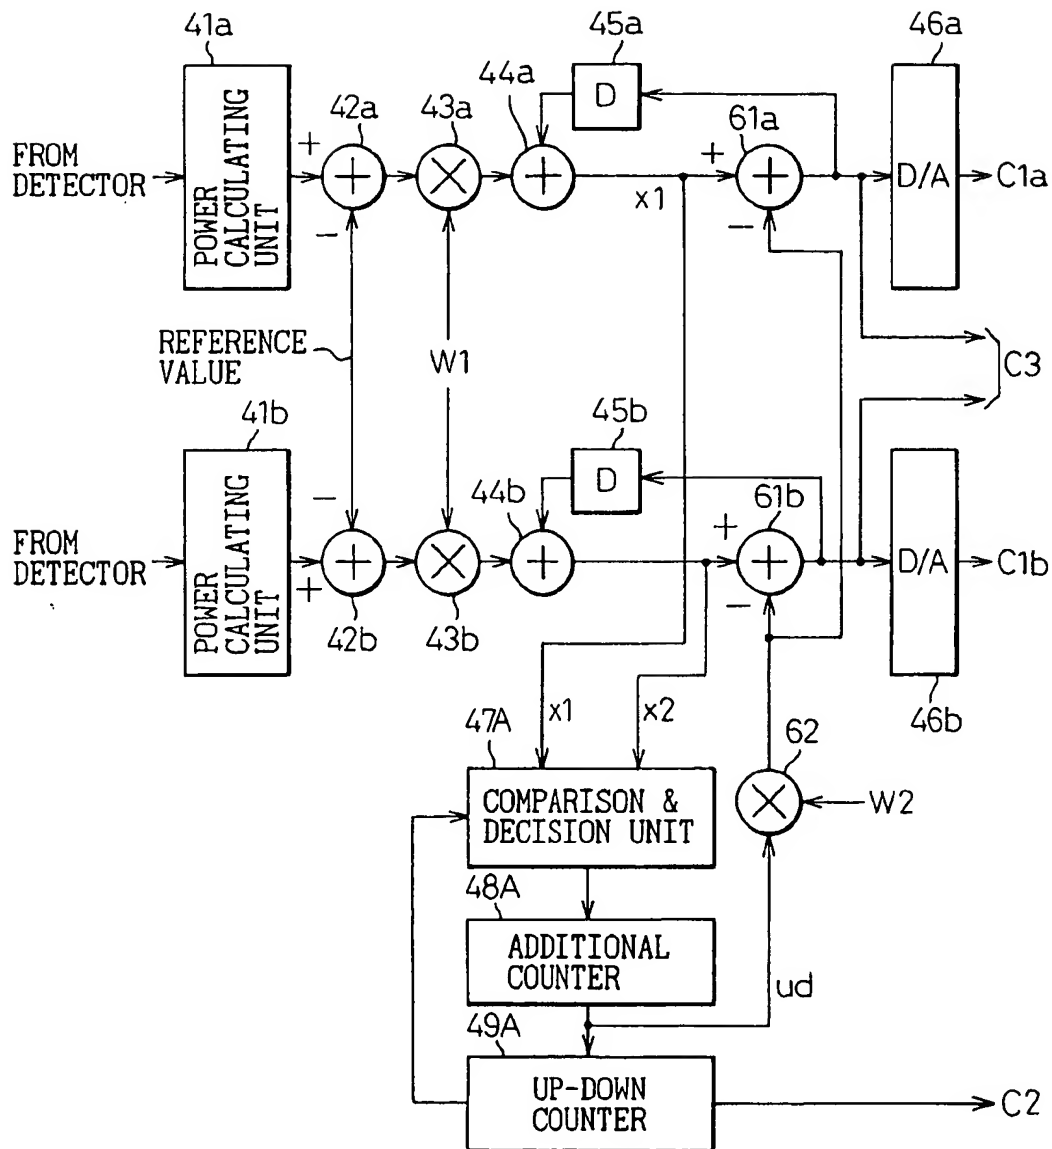 41a
45a
46a
44a
D
42a
43a
61a
FROM
DETECTOR
POWER
CALCULATING
UNIT
+
+
×
+
x1
+
+
D/A
C1a
−
−
REFERENCE
VALUE
W1
C3
41b
45b
44b
D
61b
FROM
DETECTOR
POWER
CALCULATING
UNIT
−
+
+
×
+
+
+
−
D/A
C1b
42b
43b
46b
x1
x2
47A
62
COMPARISON &
DECISION UNIT
×
W2
48A
ADDITIONAL
COUNTER
ud
49A
UP-DOWN
COUNTER
C2